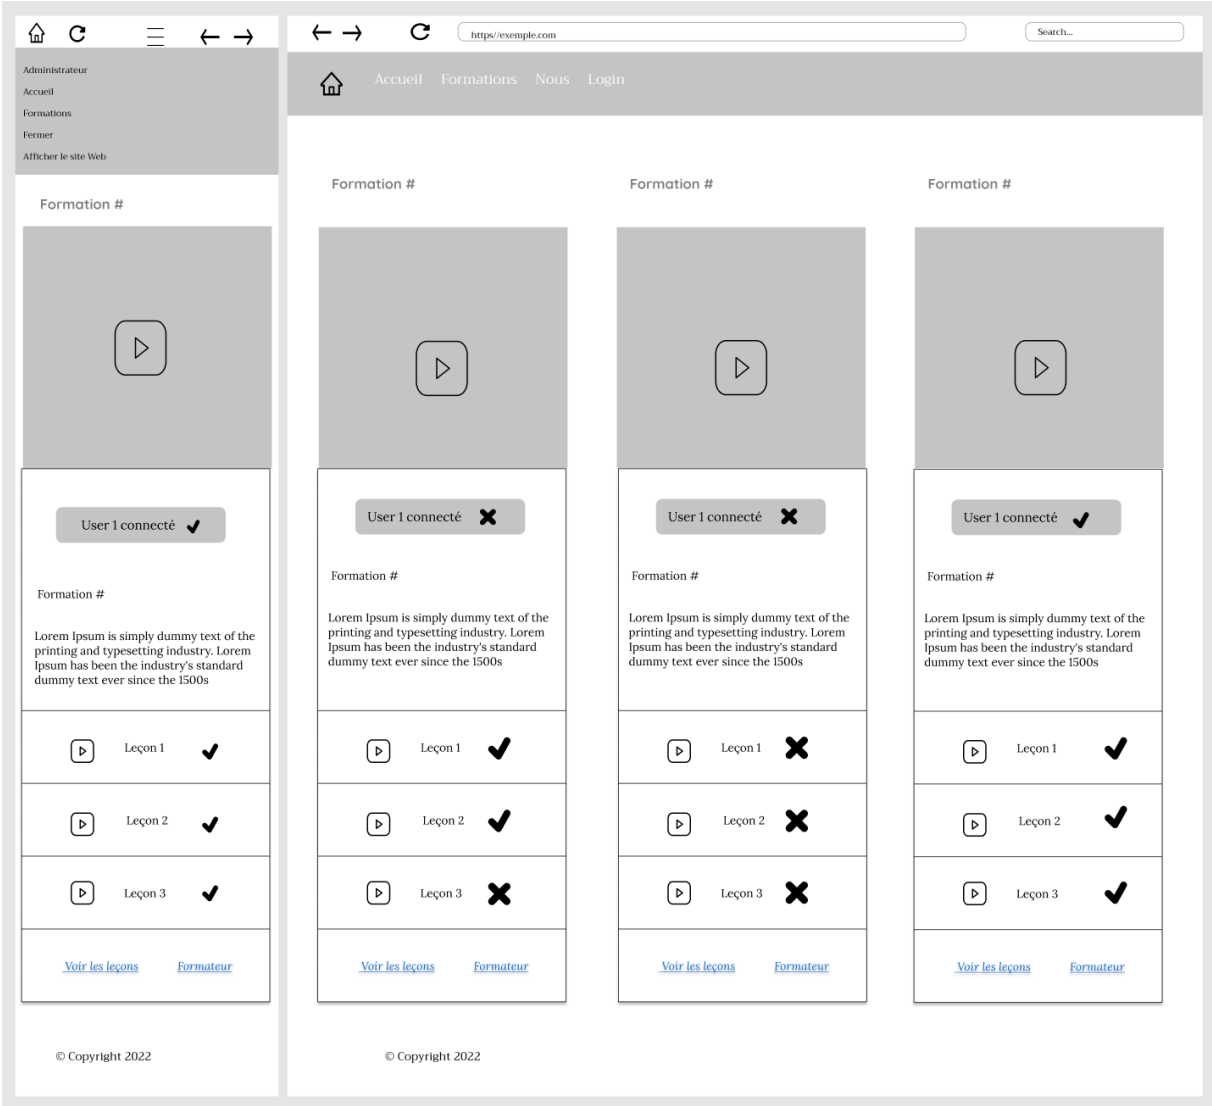 Administrateur
Accueil
Formations
Fermer
Afficher le site Web
Formation #
User 1 connecté
Formation #
Lorem Ipsum is simply dummy text of the
printing and typesetting industry. Lorem
Ipsum has been the industry's standard
dummy text ever since the 1500s
Leçon 1
Leçon 2
Leçon 3
Voir les leçons Formateur
© Copyright 2022
https//exemple.com
Search...
Accueil Formations Nous Login
Formation #
User 1 connecté
Formation #
Lorem Ipsum is simply dummy text of the
printing and typesetting industry. Lorem
Ipsum has been the industry's standard
dummy text ever since the 1500s
Leçon 1
Leçon 2
Leçon 3
Voir les leçons Formateur
Formation #
User 1 connecté
Formation #
Lorem Ipsum is simply dummy text of the
printing and typesetting industry. Lorem
Ipsum has been the industry's standard
dummy text ever since the 1500s
Leçon 1
Leçon 2
Leçon 3
Voir les leçons Formateur
Formation #
User 1 connecté
Formation #
Lorem Ipsum is simply dummy text of the
printing and typesetting industry. Lorem
Ipsum has been the industry's standard
dummy text ever since the 1500s
Leçon 1
Leçon 2
Leçon 3
Voir les leçons Formateur
© Copyright 2022